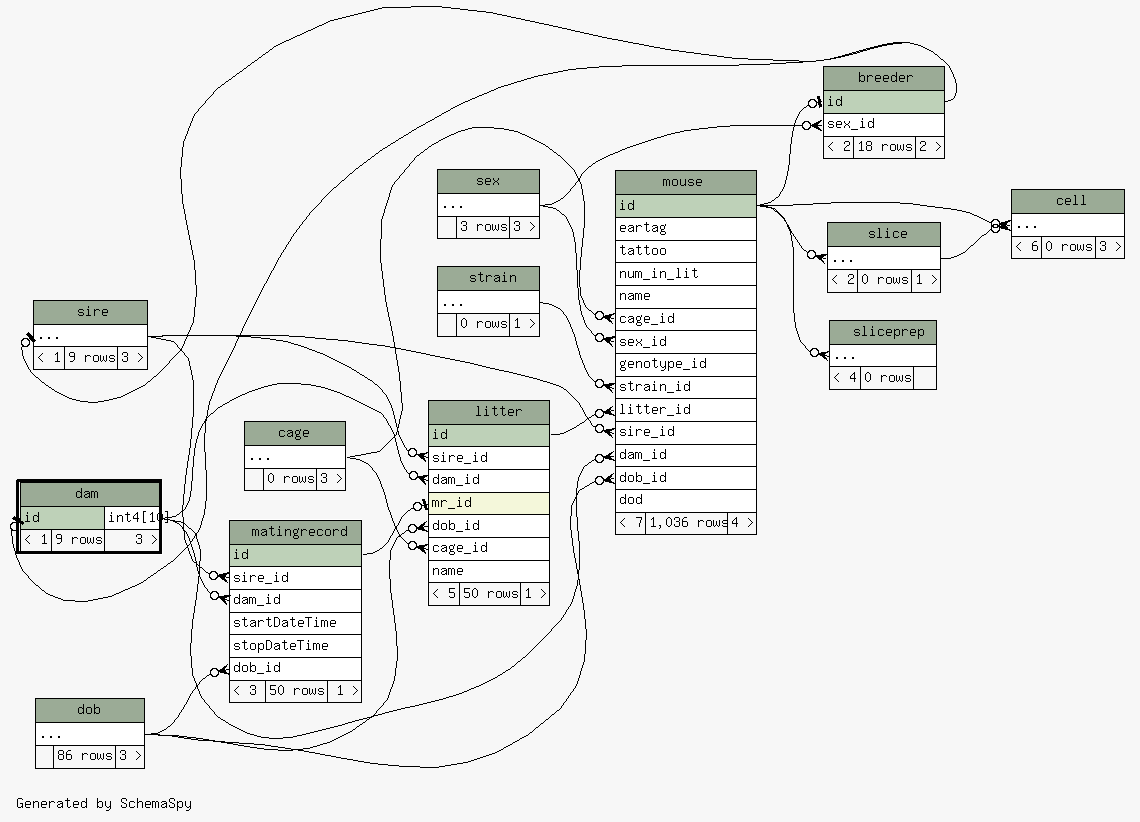 breeder
id
sex_id
< 2 18 rows 2 >
sex
...
3 rows 3 >
mouse
id
eartag
tattoo
num_in_lit
name
cage_id
sex_id
genotype_id
strain_id
litter_id
sire_id
dam_id
dob_id
dod
< 7 1,036 rows 4 >
cell
...
< 6 0 rows 3 >
slice
...
< 2 0 rows 1 >
strain
...
0 rows 1 >
sliceprep
...
< 4 0 rows
sire
...
< 1 9 rows 3 >
litter
id
sire_id
dam_id
mr_id
dob_id
cage_id
name
< 5 50 rows 1 >
cage
...
0 rows 3 >
dam
id int4[10]
< 1 9 rows 3 >
matingrecord
id
sire_id
dam_id
startDateTime
stopDateTime
dob_id
< 3 50 rows 1 >
dob
...
86 rows 3 >
Generated by SchemaSpy